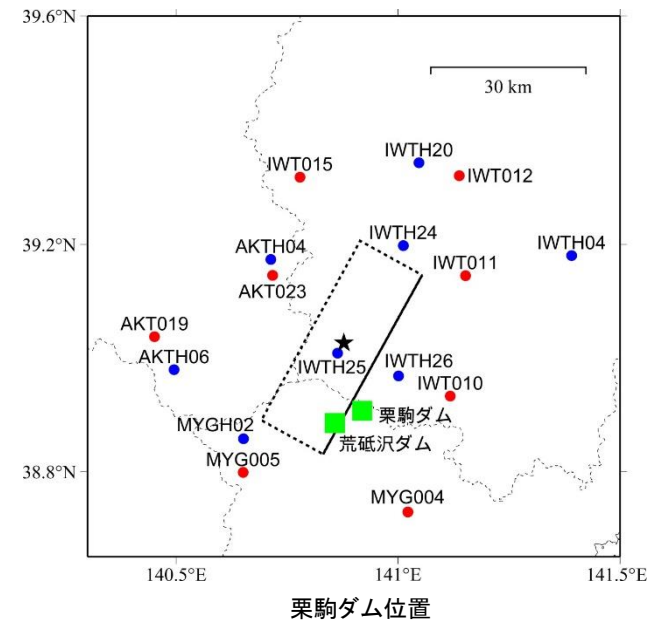 39.6°N
30 km
IWTH20
IWT015
IWT012
39.2°N
IWTH24
IWTH04
AKTH04
IWT011
AKT023
AKT019
AKTH06
IWTH25
IWTH26
IWT010
MYGH02
栗駒ダム
荒砥沢ダム
MYG005
38.8°N
MYG004
140.5°E
141°E
141.5°E
栗駒ダム位置